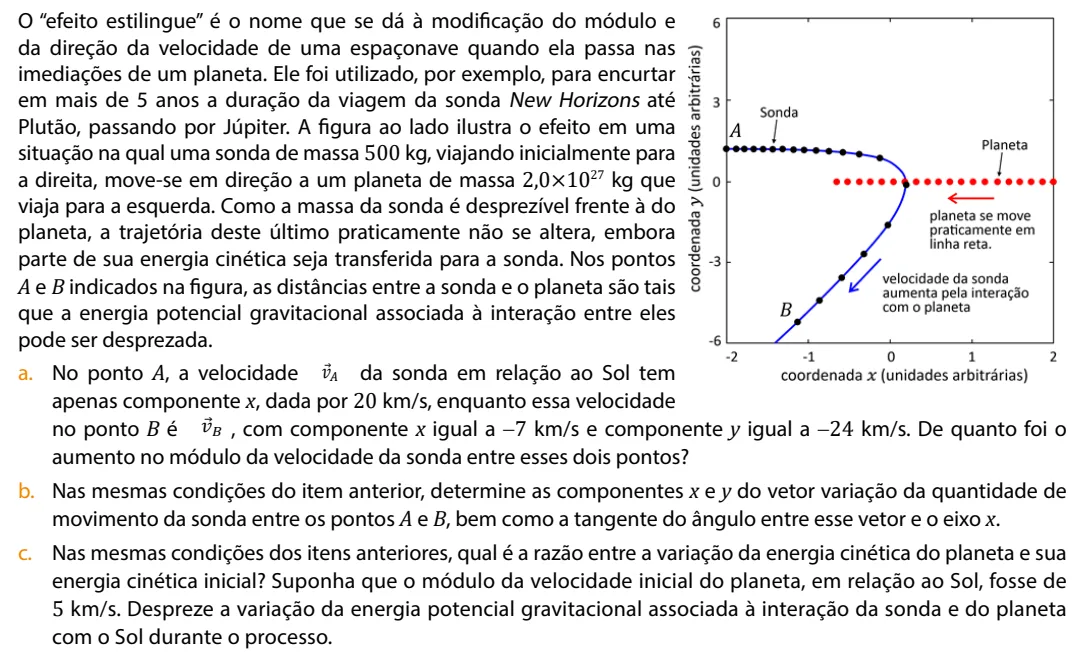 O “efeito estilingue” é o nome que se dá à modificação do módulo e
da direção da velocidade de uma espaçonave quando ela passa nas
imediações de um planeta. Ele foi utilizado, por exemplo, para encurtar
em mais de 5 anos a duração da viagem da sonda New Horizons até
Plutão, passando por Júpiter. A figura ao lado ilustra o efeito em uma
situação na qual uma sonda de massa 500 kg, viajando inicialmente para
a direita, move-se em direção a um planeta de massa 2,0×10²⁷ kg que
viaja para a esquerda. Como a massa da sonda é desprezível frente à do
planeta, a trajetória deste último praticamente não se altera, embora
parte de sua energia cinética seja transferida para a sonda. Nos pontos
A e B indicados na figura, as distâncias entre a sonda e o planeta são tais
que a energia potencial gravitacional associada à interação entre eles
pode ser desprezada.
6
3
0
-3
-6
coordenada y (unidades arbitrárias)
A
Sonda
Planeta
planeta se move
praticamente em
linha reta.
velocidade da sonda
aumenta pela interação
com o planeta
B
-2 -1 0 1 2
coordenada x (unidades arbitrárias)
a. No ponto A, a velocidade v⃗_A da sonda em relação ao Sol tem
apenas componente x, dada por 20 km/s, enquanto essa velocidade
no ponto B é v⃗_B , com componente x igual a −7 km/s e componente y igual a −24 km/s. De quanto foi o
aumento no módulo da velocidade da sonda entre esses dois pontos?
b. Nas mesmas condições do item anterior, determine as componentes x e y do vetor variação da quantidade de
movimento da sonda entre os pontos A e B, bem como a tangente do ângulo entre esse vetor e o eixo x.
c. Nas mesmas condições dos itens anteriores, qual é a razão entre a variação da energia cinética do planeta e sua
energia cinética inicial? Suponha que o módulo da velocidade inicial do planeta, em relação ao Sol, fosse de
5 km/s. Despreze a variação da energia potencial gravitacional associada à interação da sonda e do planeta
com o Sol durante o processo.